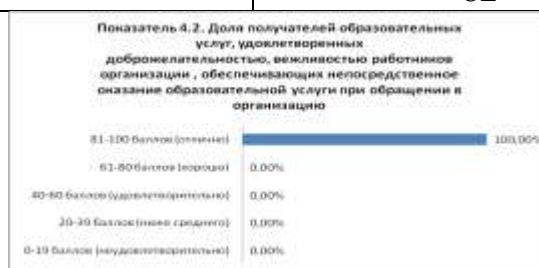 Показатель 4.2. Доля получателей образовательных
услуг, удовлетворенных
доброжелательностью, вежливостью работников
организации , обеспечивающих непосредственное
оказание образовательной услуги при обращении в
организацию
81-100 баллов (отлично) 100,00%
61-80 баллов (хорошо) 0,00%
40-60 баллов (удовлетворительно) 0,00%
20-39 баллов (ниже среднего) 0,00%
0-19 баллов (неудовлетворительно) 0,00%